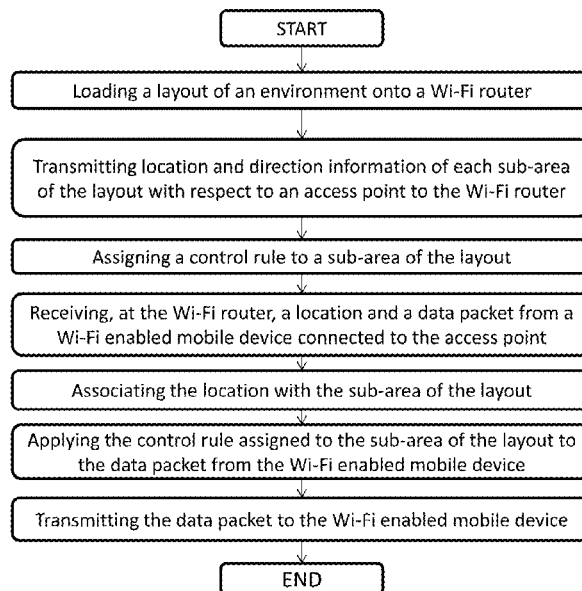 START
Loading a layout of an environment onto a Wi-Fi router
Transmitting location and direction information of each sub-area
of the layout with respect to an access point to the Wi-Fi router
Assigning a control rule to a sub-area of the layout
Receiving, at the Wi-Fi router, a location and a data packet from a
Wi-Fi enabled mobile device connected to the access point
Associating the location with the sub-area of the layout
Applying the control rule assigned to the sub-area of the layout to
the data packet from the Wi-Fi enabled mobile device
Transmitting the data packet to the Wi-Fi enabled mobile device
END